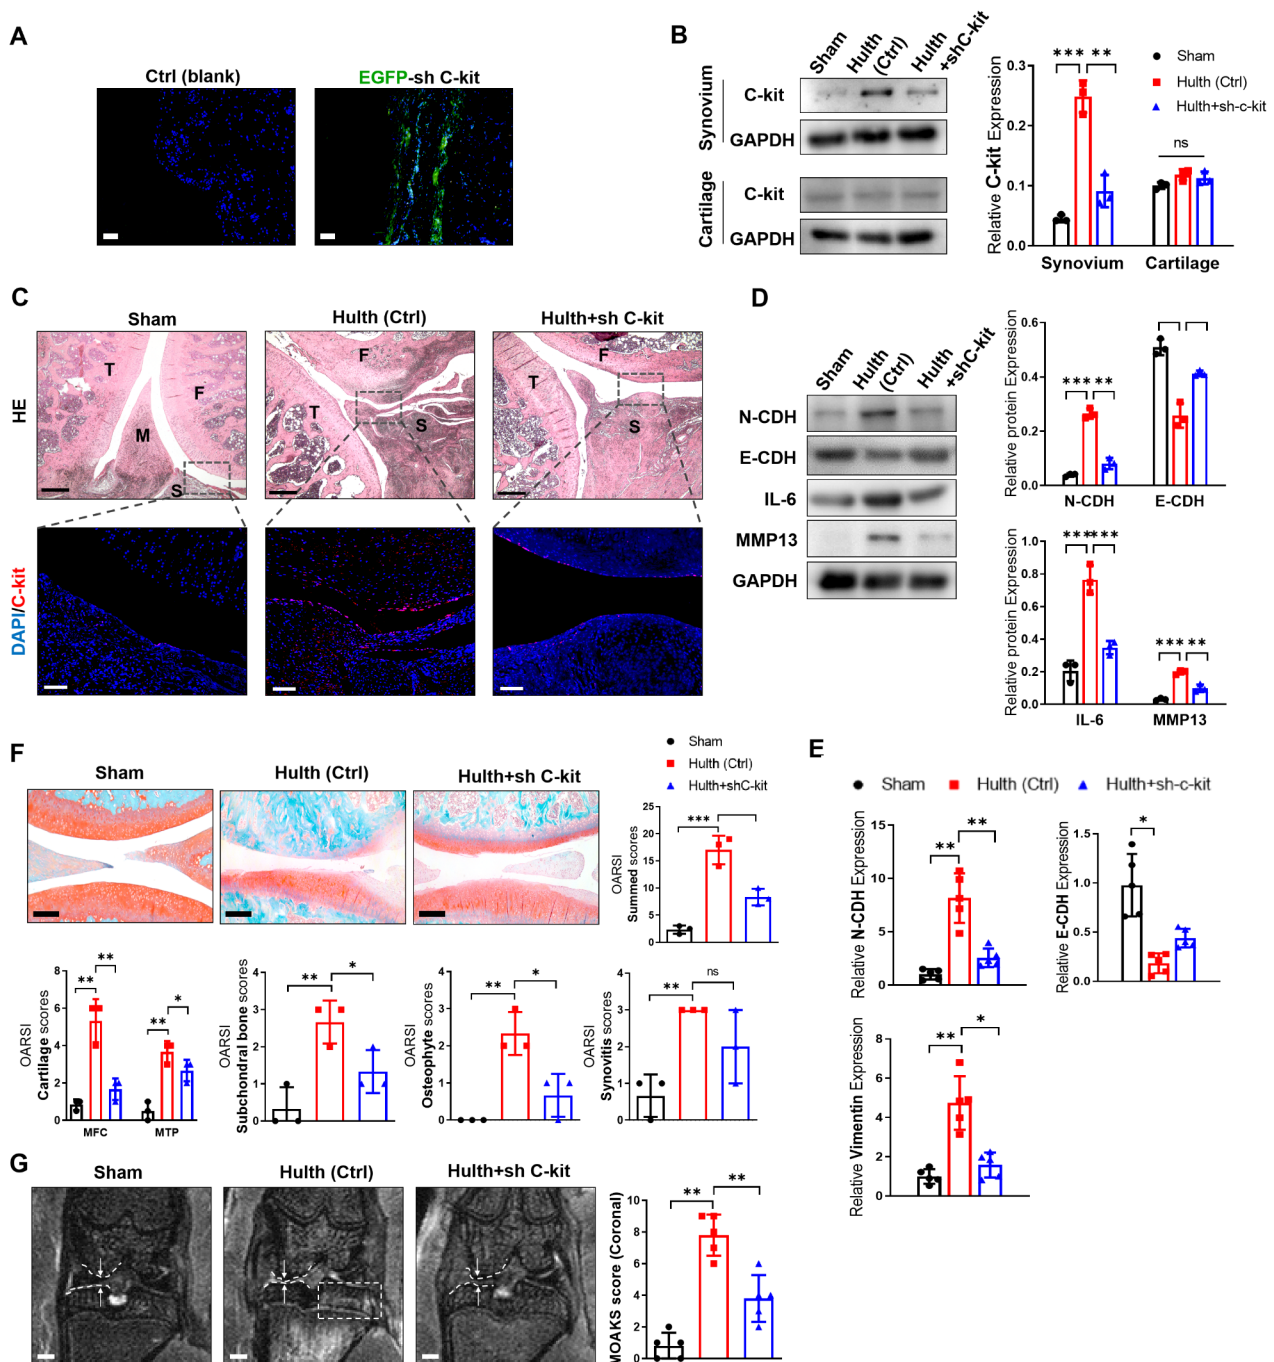 A
Ctrl (blank)
EGFP-sh C-kit
B
Sham
Hulth (Ctrl)
Hulth +shC-kit
Synovium
C-kit
GAPDH
Cartilage
C-kit
GAPDH
Relative C-kit Expression
0.3
0.2
0.1
0.0
*** **
ns
Synovium Cartilage
Sham
Hulth (Ctrl)
Hulth+sh-c-kit
C
Sham
Hulth (Ctrl)
Hulth+sh C-kit
HE
T
F
M
S
F
T
S
F
T
S
DAPI/C-kit
D
Sham
Hulth (Ctrl)
Hulth +shC-kit
N-CDH
E-CDH
IL-6
MMP13
GAPDH
Relative protein Expression
0.6
0.4
0.2
0.0
*** **
N-CDH E-CDH
Relative protein Expression
1.0
0.8
0.6
0.4
0.2
0.0
*** ***
*** **
IL-6 MMP13
E
Sham
Hulth (Ctrl)
Hulth+sh-c-kit
Relative N-CDH Expression
15
10
5
0
** **
Relative E-CDH Expression
1.5
1.0
0.5
0.0
*
Relative Vimentin Expression
8
6
4
2
0
** *
F
Sham
Hulth (Ctrl)
Hulth+sh C-kit
Sham
Hulth (Ctrl)
Hulth+shC-kit
OARSI
Summed scores
25
20
15
10
5
0
***
OARSI
Cartilage scores
8
6
4
2
0
** **
** *
MFC MTP
OARSI
Subchondral bone scores
4
3
2
1
0
** *
OARSI
Osteophyte scores
4
3
2
1
0
** *
OARSI
Synovitis scores
4
3
2
1
0
** ns
G
Sham
Hulth (Ctrl)
Hulth+sh C-kit
MOAKS score (Coronal)
10
8
6
4
2
0
** **